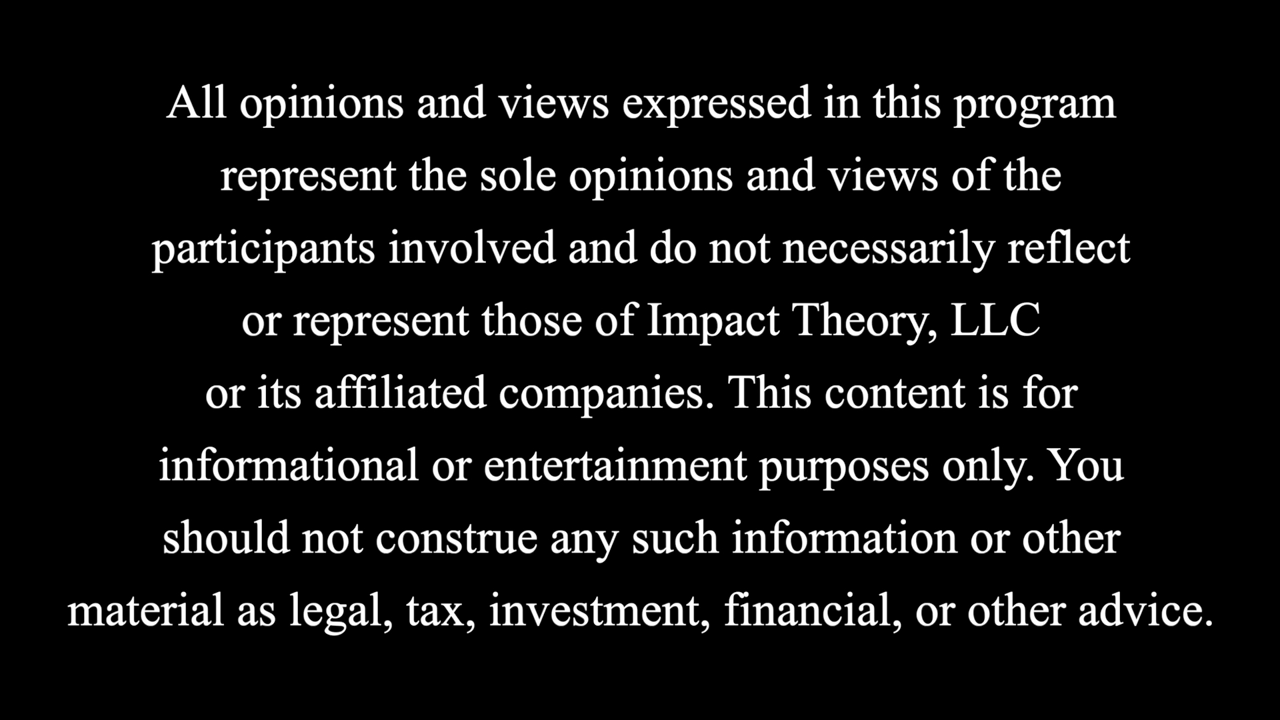 All opinions and views expressed in this program
represent the sole opinions and views of the
participants involved and do not necessarily reflect
or represent those of Impact Theory, LLC
or its affiliated companies. This content is for
informational or entertainment purposes only. You
should not construe any such information or other
material as legal, tax, investment, financial, or other advice.